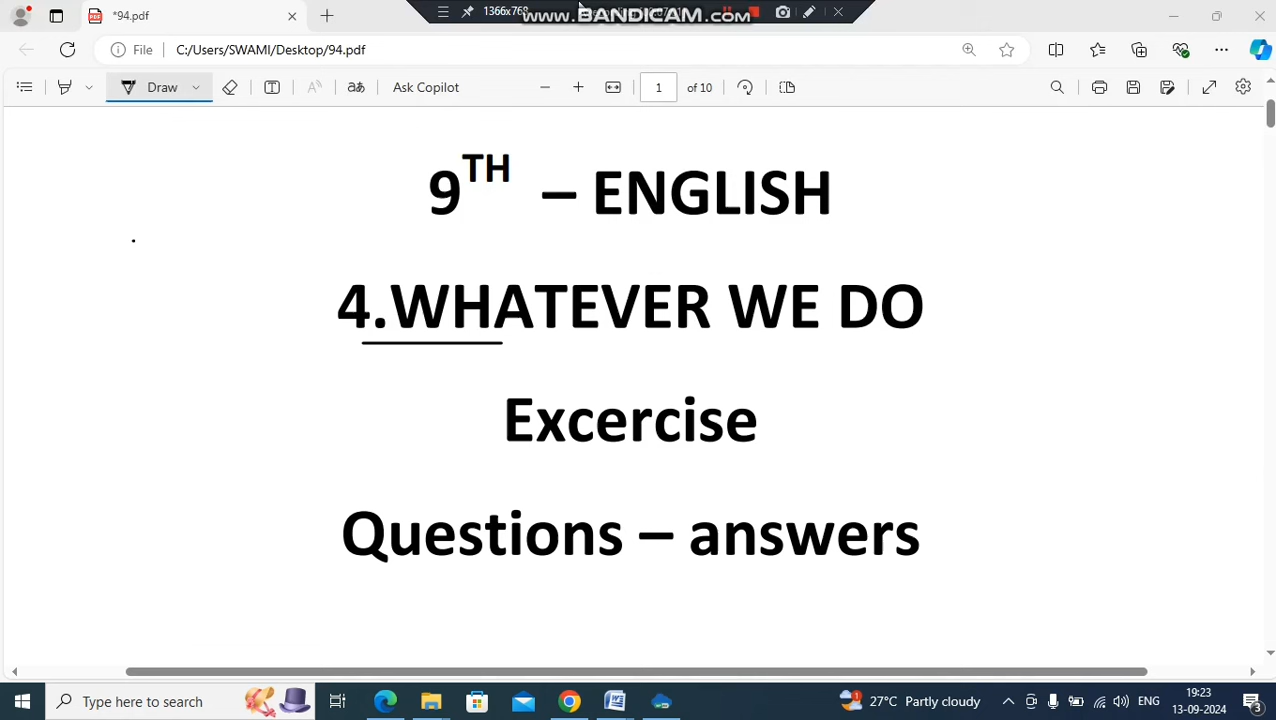 *94.pdf
1366x768
www.BANDICAM.com
File
C:/Users/SWAMI/Desktop/94.pdf
Draw
Ask Copilot
1
of 10
9TH – ENGLISH
4.WHATEVER WE DO
Excercise
Questions – answers
Type here to search
27°C Partly cloudy
ENG
19:23
13-09-2024
3